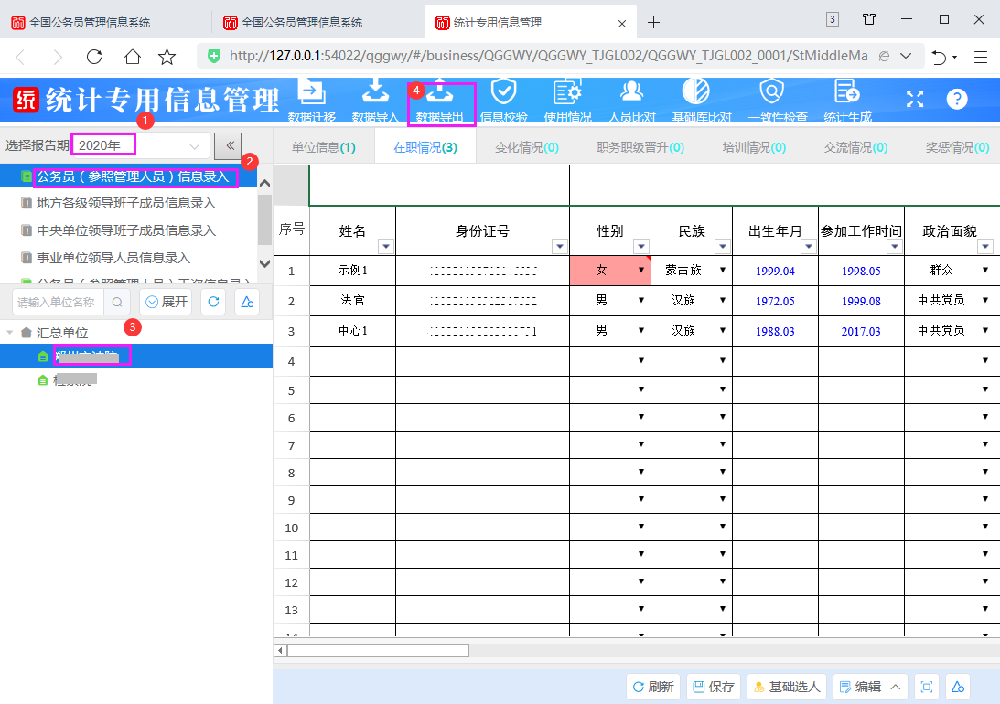 全国公务员管理信息系统 全国公务员管理信息系统 统计专用信息管理 3
http://127.0.0.1:54022/qggwy/#/business/QGGWY/QGGWY_TJGL002/QGGWY_TJGL002_0001/StMiddleMa
统 统计专用信息管理 数据迁移 数据导入 4 数据导出 信息校验 使用情况 人员比对 基础库比对 一致性检查 统计生成 ?
1
选择报告期 2020年 «
2
单位信息(1) 在职情况(3) 变化情况(0) 职务职级晋升(0) 培训情况(0) 交流情况(0) 奖惩情况(0)
公务员（参照管理人员）信息录入
地方各级领导班子成员信息录入
中央单位领导班子成员信息录入
事业单位领导人员信息录入
公务员（参照管理人员）工资信息录入
请输入单位名称 展开
3
汇总单位
序号 姓名 身份证号 性别 民族 出生年月 参加工作时间 政治面貌
1 示例1 女 蒙古族 1999.04 1998.05 群众
2 法官 男 汉族 1972.05 1999.08 中共党员
3 中心1 男 汉族 1988.03 2017.03 中共党员
4
5
6
7
8
9
10
11
12
13
14
刷新 保存 基础选人 编辑